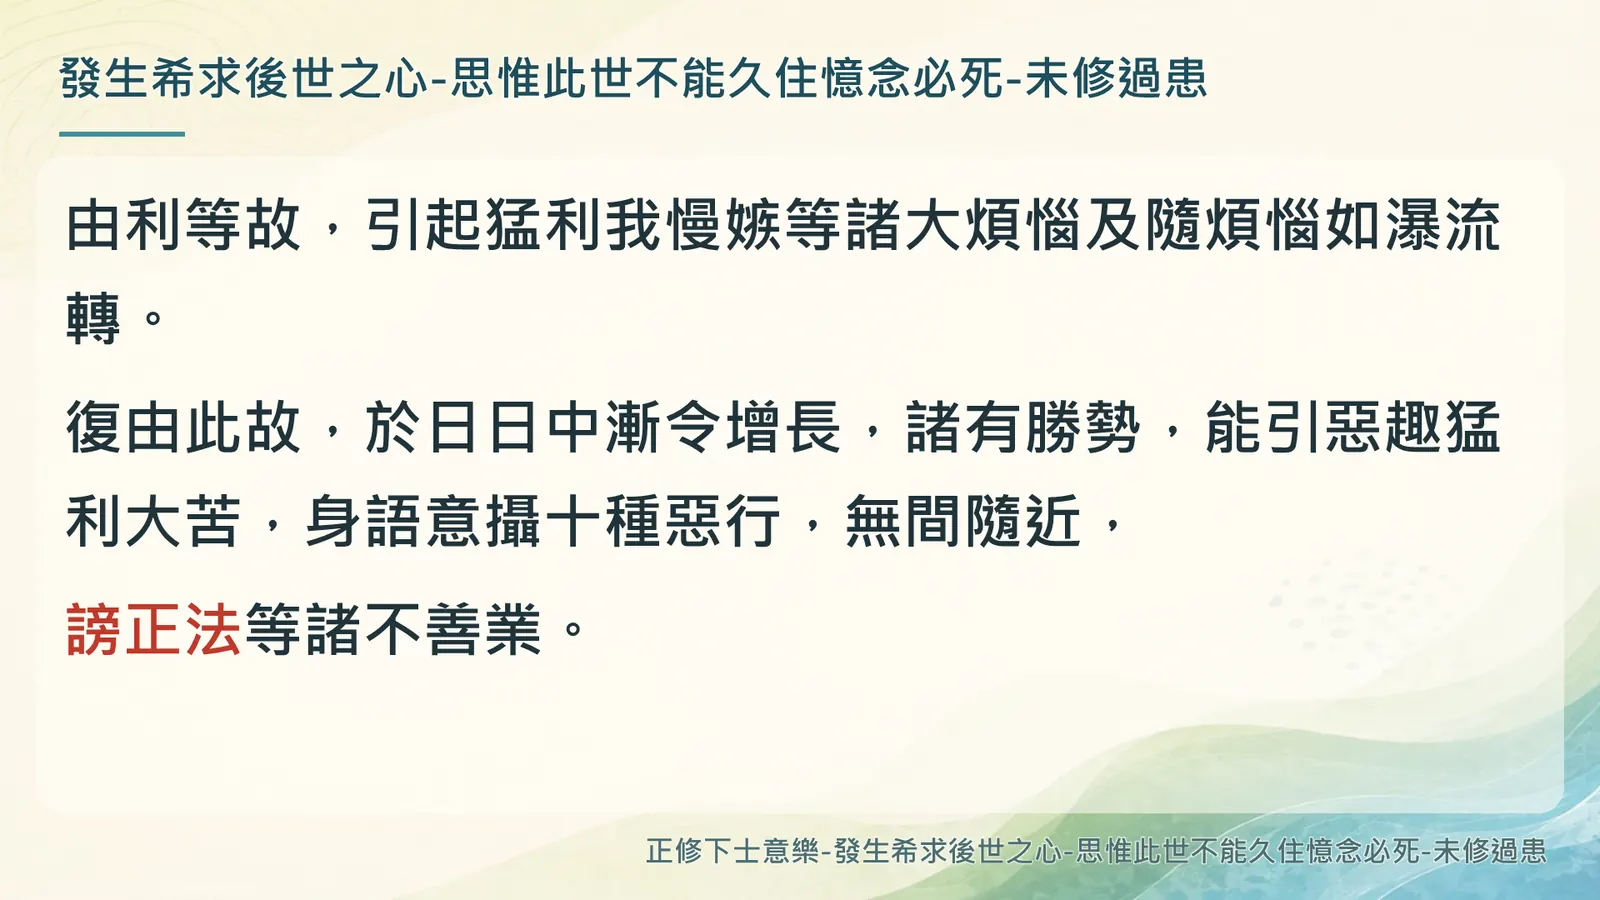 發生希求後世之心-思惟此世不能久住憶念必死-未修過患
由利等故，引起猛利我慢嫉等諸大煩惱及隨煩惱如瀑流
轉。
復由此故，於日日中漸令增長，諸有勝勢，能引惡趣猛
利大苦，身語意攝十種惡行，無間隨近，
謗正法等諸不善業。
正修下士意樂-發生希求後世之心-思惟此世不能久住憶念必死-未修過患